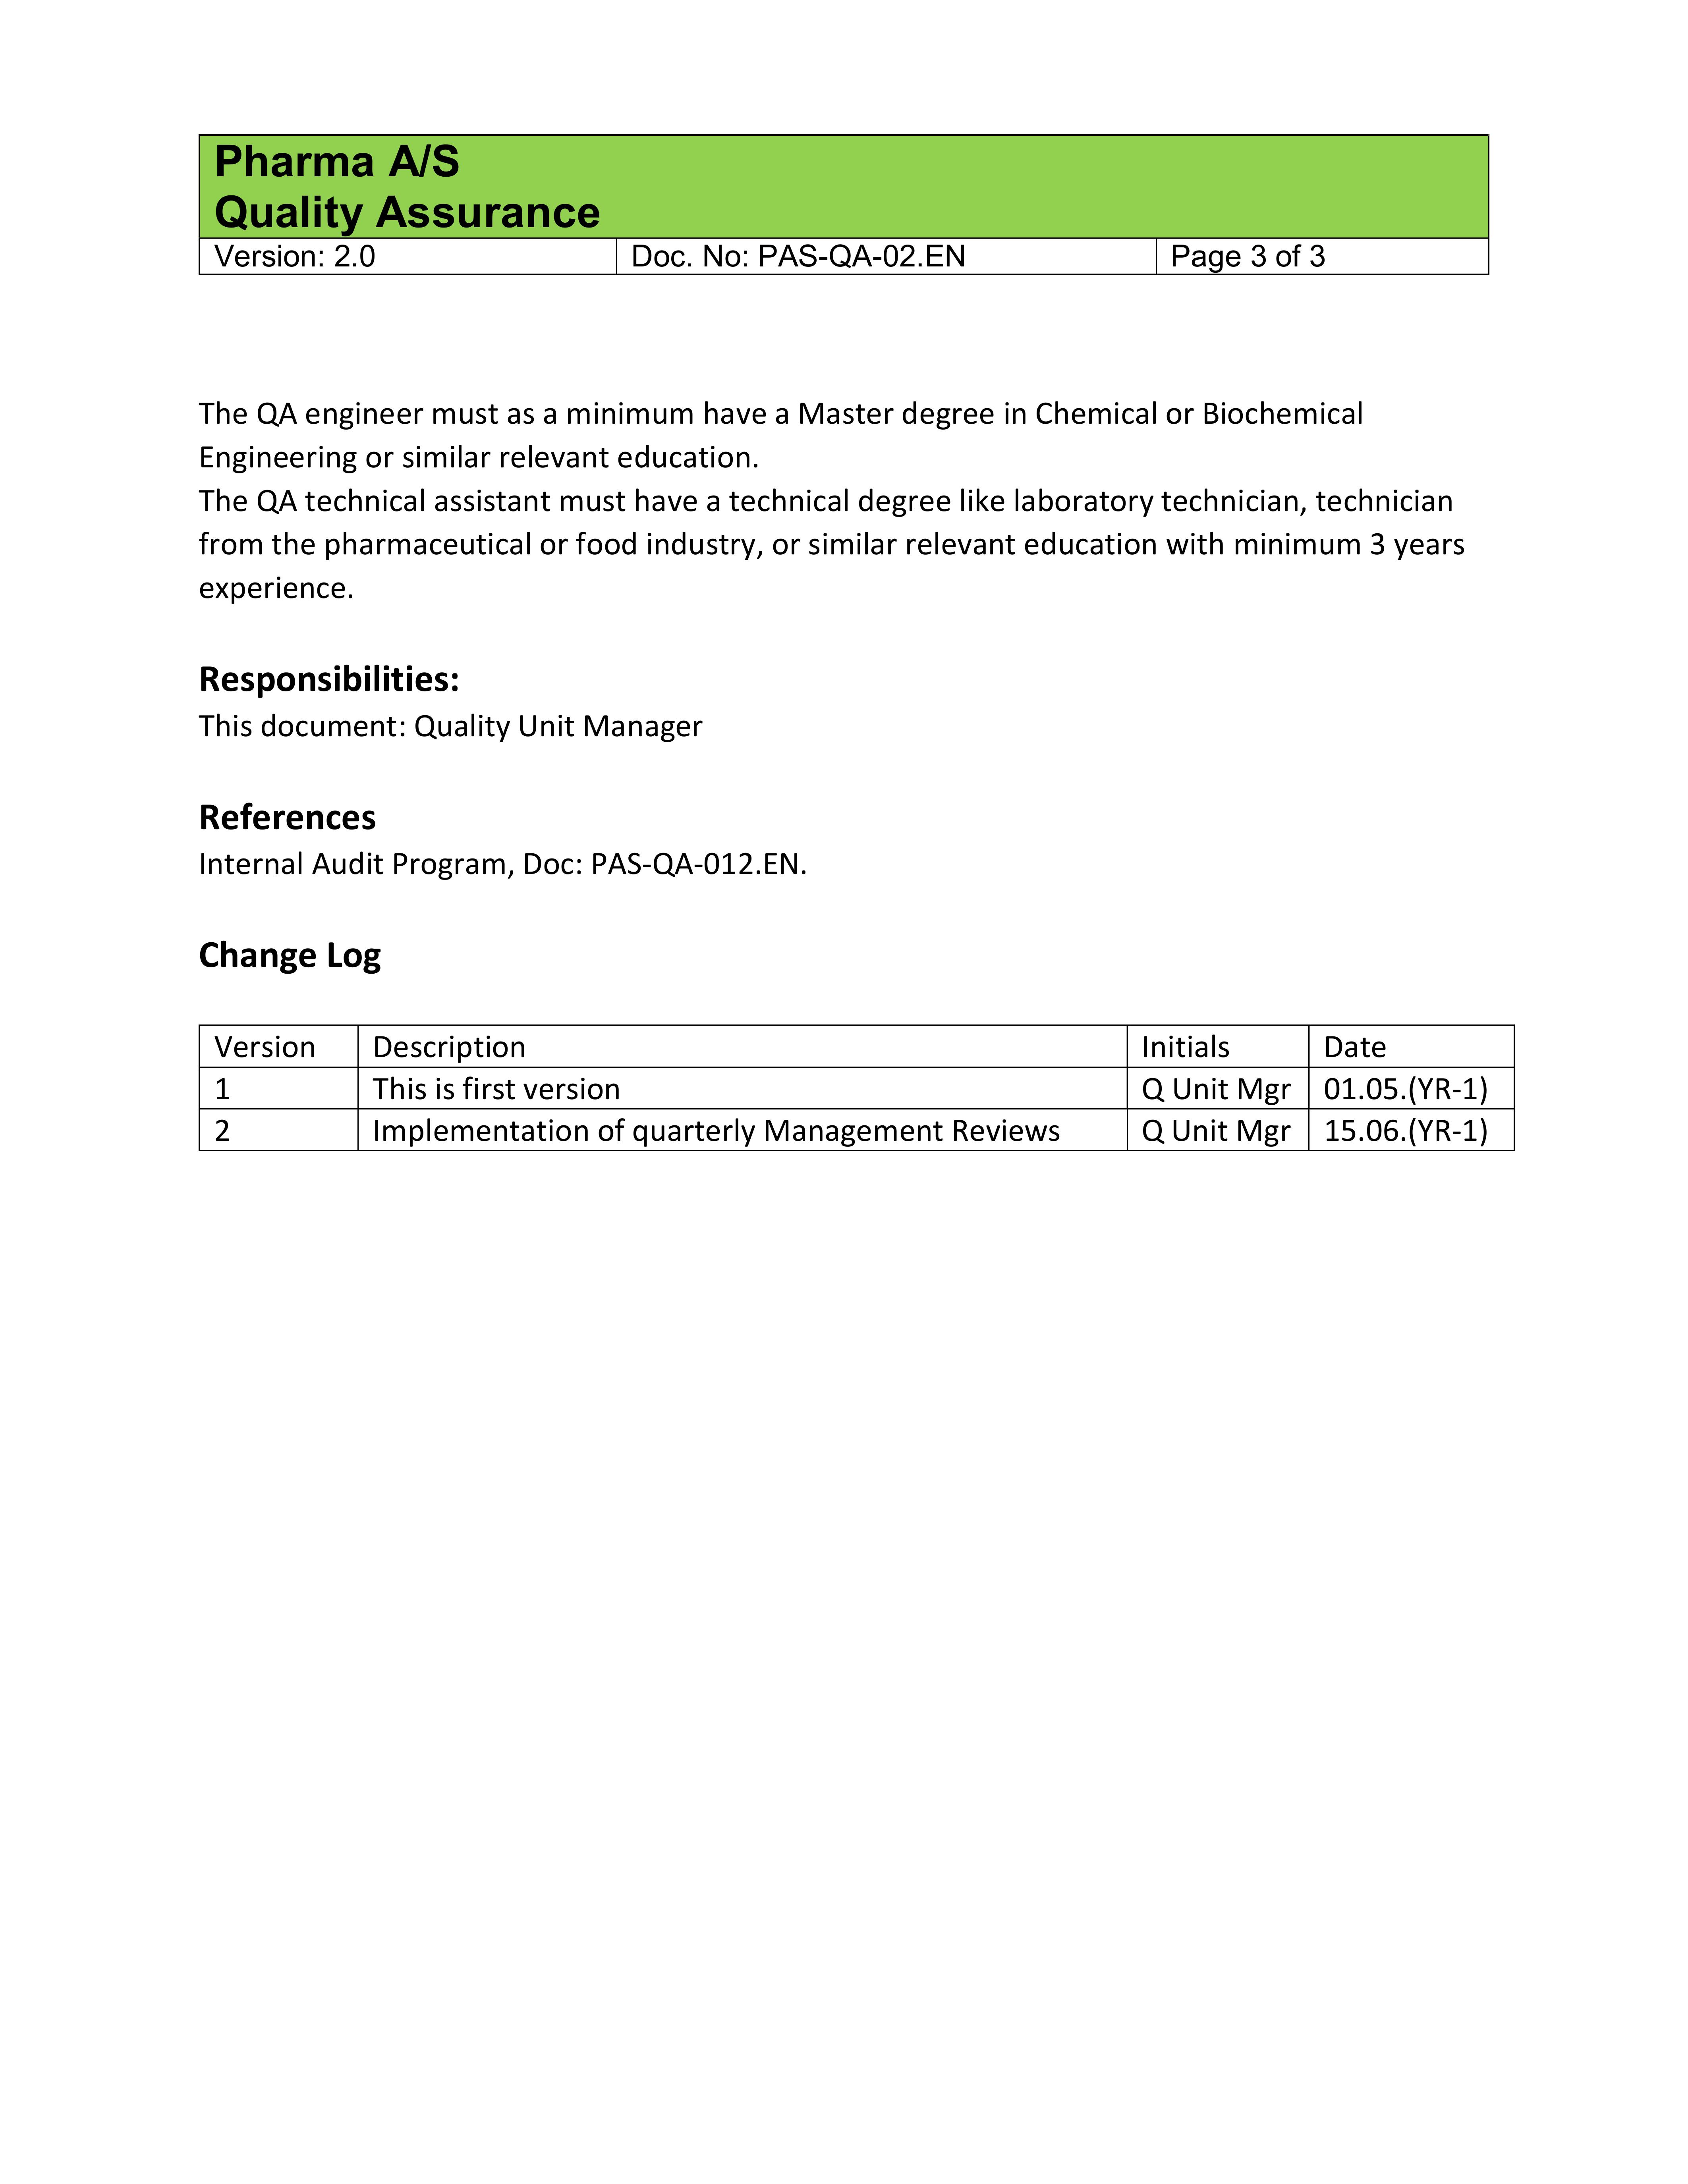 Pharma A/S
Quality Assurance
Version: 2.0 Doc. No: PAS-QA-02.EN Page 3 of 3
The QA engineer must as a minimum have a Master degree in Chemical or Biochemical
Engineering or similar relevant education.
The QA technical assistant must have a technical degree like laboratory technician, technician
from the pharmaceutical or food industry, or similar relevant education with minimum 3 years
experience.
Responsibilities:
This document: Quality Unit Manager
References
Internal Audit Program, Doc: PAS-QA-012.EN.
Change Log
Version Description Initials Date
1 This is first version Q Unit Mgr 01.05.(YR-1)
2 Implementation of quarterly Management Reviews Q Unit Mgr 15.06.(YR-1)